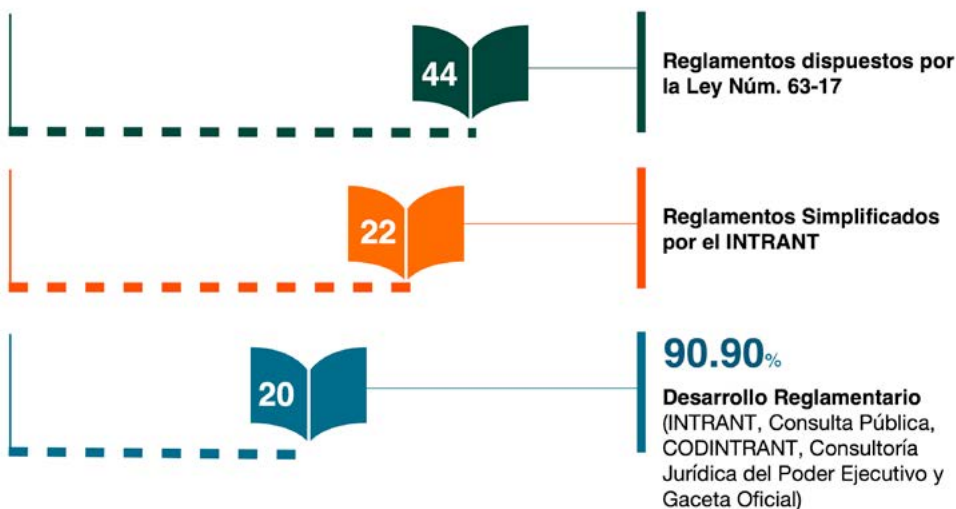 44
Reglamentos dispuestos por
la Ley Núm. 63-17
22
Reglamentos Simplificados
por el INTRANT
20
90.90%
Desarrollo Reglamentario
(INTRANT, Consulta Pública,
CODINTRANT, Consultoría
Jurídica del Poder Ejecutivo y
Gaceta Oficial)